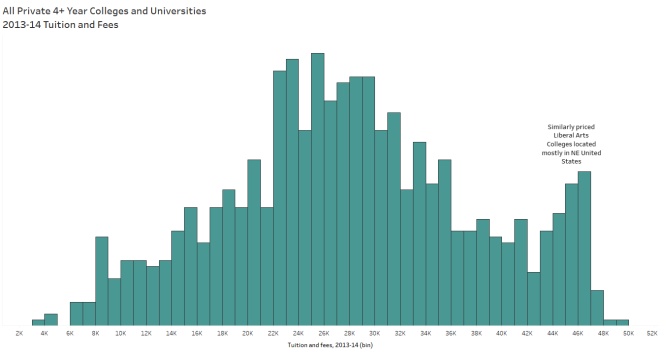 All Private 4+ Year Colleges and Universities
2013-14 Tuition and Fees
Similarly priced
Liberal Arts
Colleges located
mostly in NE United
States
2K 4K 6K 8K 10K 12K 14K 16K 18K 20K 22K 24K 26K 28K 30K 32K 34K 36K 38K 40K 42K 44K 46K 48K 50K 52K
Tuition and fees, 2013-14 (bin)